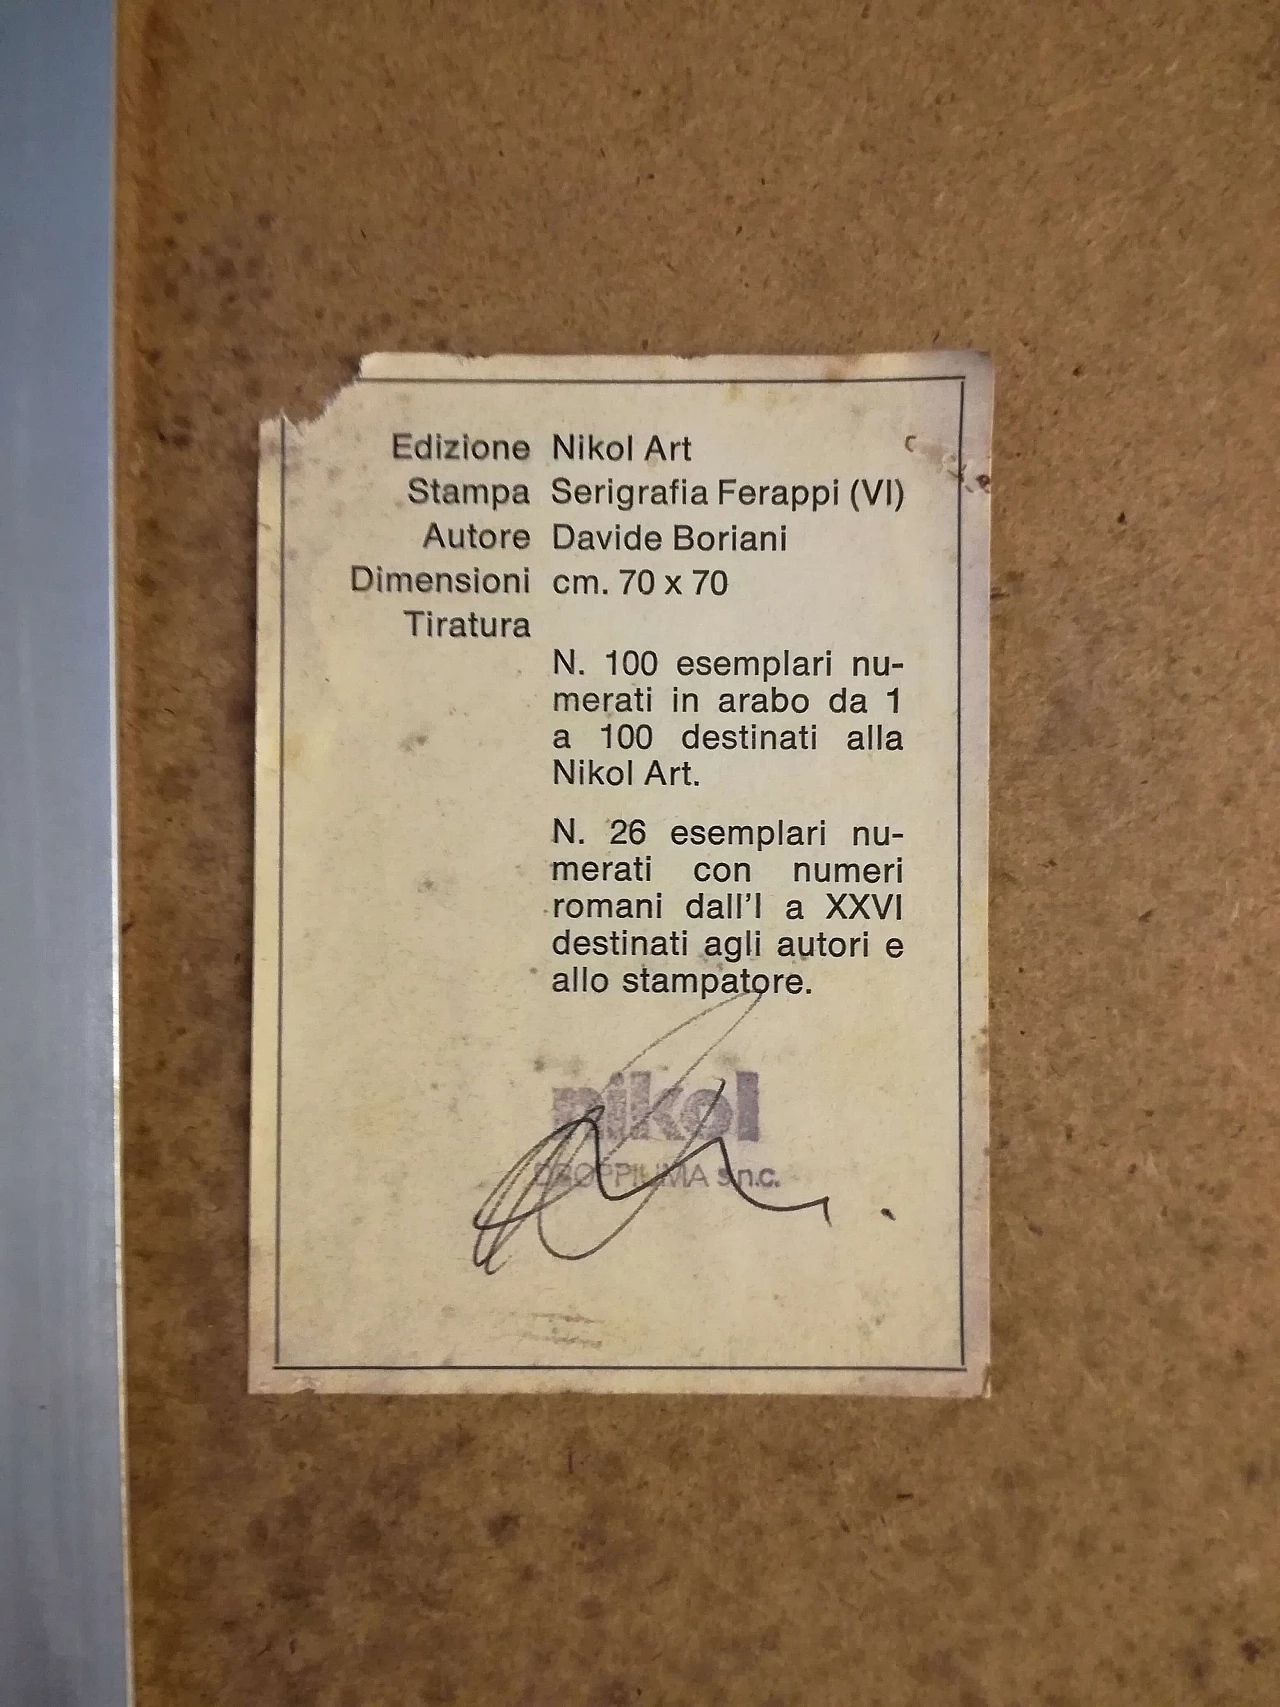 Edizione Nikol Art
Stampa Serigrafia Ferappi (VI)
Autore Davide Boriani
Dimensioni cm. 70 x 70
Tiratura
N. 100 esemplari nu-
merati in arabo da 1
a 100 destinati alla
Nikol Art.
N. 26 esemplari nu-
merati con numeri
romani dall'I a XXVI
destinati agli autori e
allo stampatore.
nikol
s.n.c.